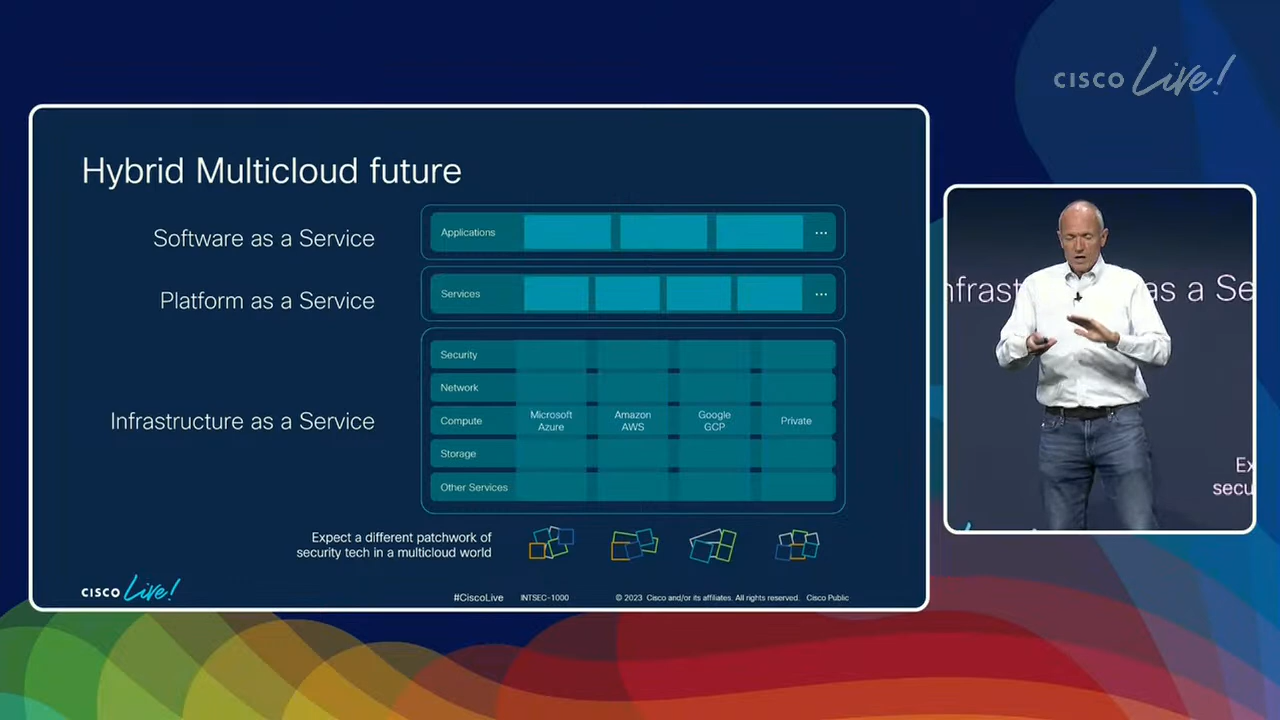 CISCO Live!
Hybrid Multicloud future
Software as a Service
Applications
...
Platform as a Service
Services
...
Infrastructure as a Service
Security
Network
Compute
Microsoft
Azure
Amazon
AWS
Google
GCP
Private
Storage
Other Services
Expect a different patchwork of
security tech in a multicloud world
CISCO Live!
#CiscoLive
INTSEC-1000
© 2023 Cisco and/or its affiliates. All rights reserved.
Cisco Public
nfrast
as a Se
Ex
secu